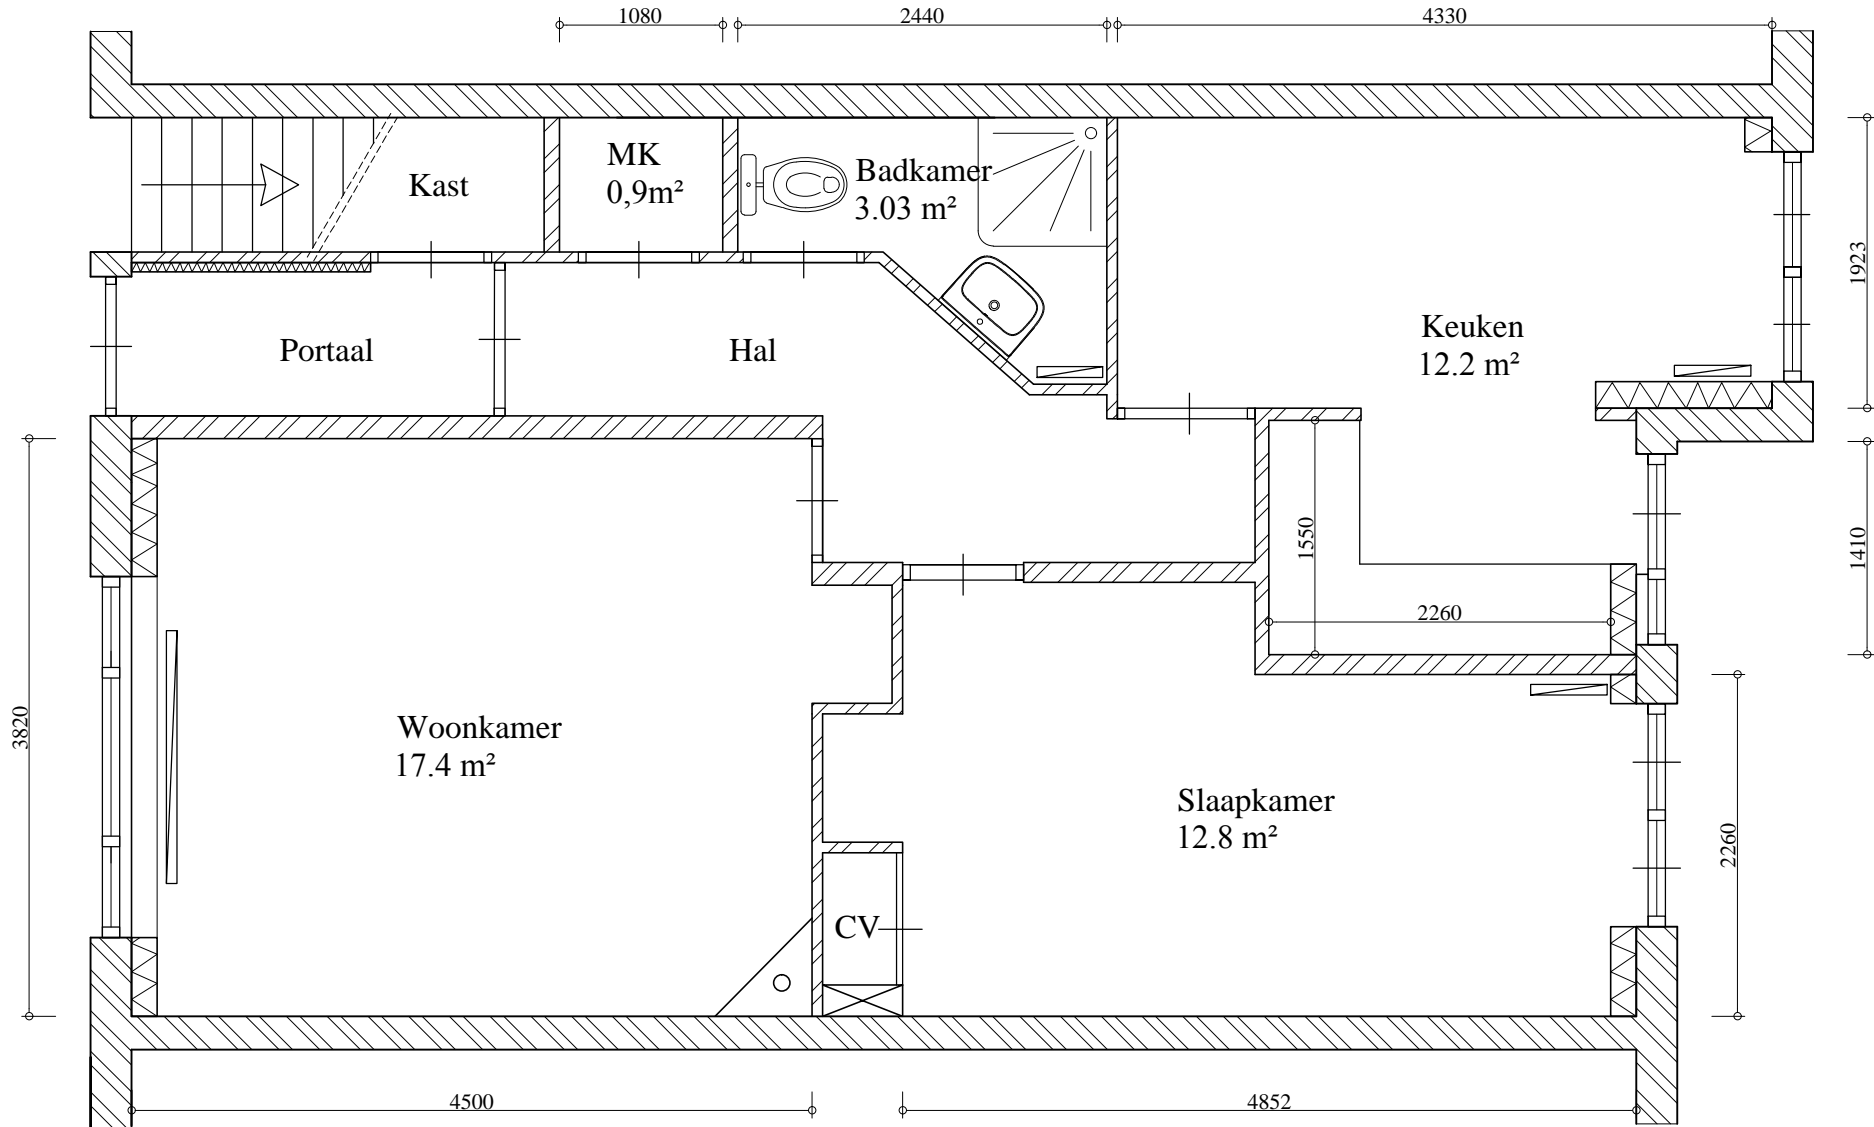 1080
2440
4330
MK
0,9m²
Kast
Badkamer
3.03 m²
1923
Portaal
Hal
Keuken
12.2 m²
1550
1410
2260
3820
Woonkamer
17.4 m²
Slaapkamer
12.8 m²
2260
CV
4500
4852